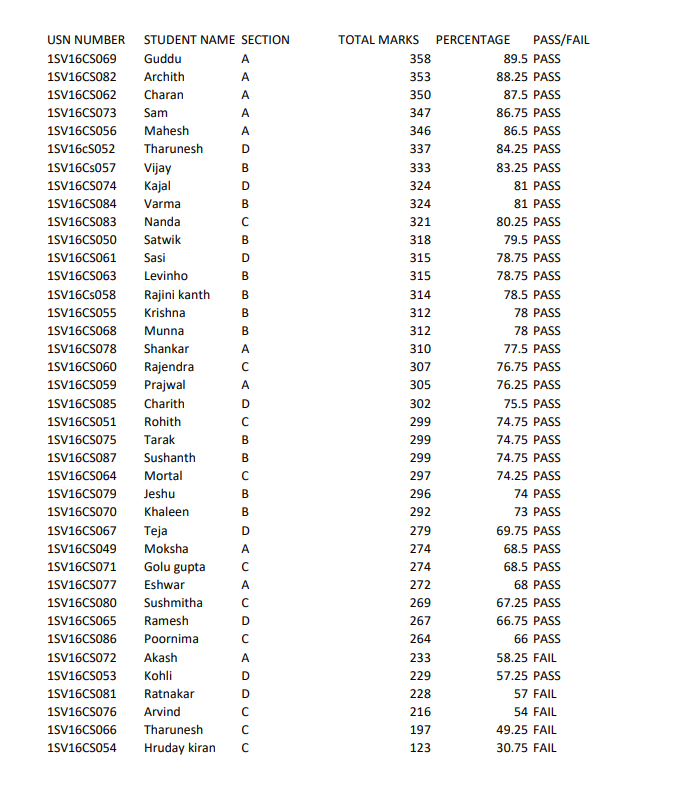 USN NUMBER STUDENT NAME SECTION TOTAL MARKS PERCENTAGE PASS/FAIL
1SV16CS069 Guddu A 358 89.5 PASS
1SV16CS082 Archith A 353 88.25 PASS
1SV16CS062 Charan A 350 87.5 PASS
1SV16CS073 Sam A 347 86.75 PASS
1SV16CS056 Mahesh A 346 86.5 PASS
1SV16cS052 Tharunesh D 337 84.25 PASS
1SV16Cs057 Vijay B 333 83.25 PASS
1SV16CS074 Kajal D 324 81 PASS
1SV16CS084 Varma B 324 81 PASS
1SV16CS083 Nanda C 321 80.25 PASS
1SV16CS050 Satwik B 318 79.5 PASS
1SV16CS061 Sasi D 315 78.75 PASS
1SV16CS063 Levinho B 315 78.75 PASS
1SV16Cs058 Rajini kanth B 314 78.5 PASS
1SV16CS055 Krishna B 312 78 PASS
1SV16CS068 Munna B 312 78 PASS
1SV16CS078 Shankar A 310 77.5 PASS
1SV16CS060 Rajendra C 307 76.75 PASS
1SV16CS059 Prajwal A 305 76.25 PASS
1SV16CS085 Charith D 302 75.5 PASS
1SV16CS051 Rohith C 299 74.75 PASS
1SV16CS075 Tarak B 299 74.75 PASS
1SV16CS087 Sushanth B 299 74.75 PASS
1SV16CS064 Mortal C 297 74.25 PASS
1SV16CS079 Jeshu B 296 74 PASS
1SV16CS070 Khaleen B 292 73 PASS
1SV16CS067 Teja D 279 69.75 PASS
1SV16CS049 Moksha A 274 68.5 PASS
1SV16CS071 Golu gupta C 274 68.5 PASS
1SV16CS077 Eshwar A 272 68 PASS
1SV16CS080 Sushmitha C 269 67.25 PASS
1SV16CS065 Ramesh D 267 66.75 PASS
1SV16CS086 Poornima C 264 66 PASS
1SV16CS072 Akash A 233 58.25 FAIL
1SV16CS053 Kohli D 229 57.25 PASS
1SV16CS081 Ratnakar D 228 57 FAIL
1SV16CS076 Arvind C 216 54 FAIL
1SV16CS066 Tharunesh C 197 49.25 FAIL
1SV16CS054 Hruday kiran C 123 30.75 FAIL